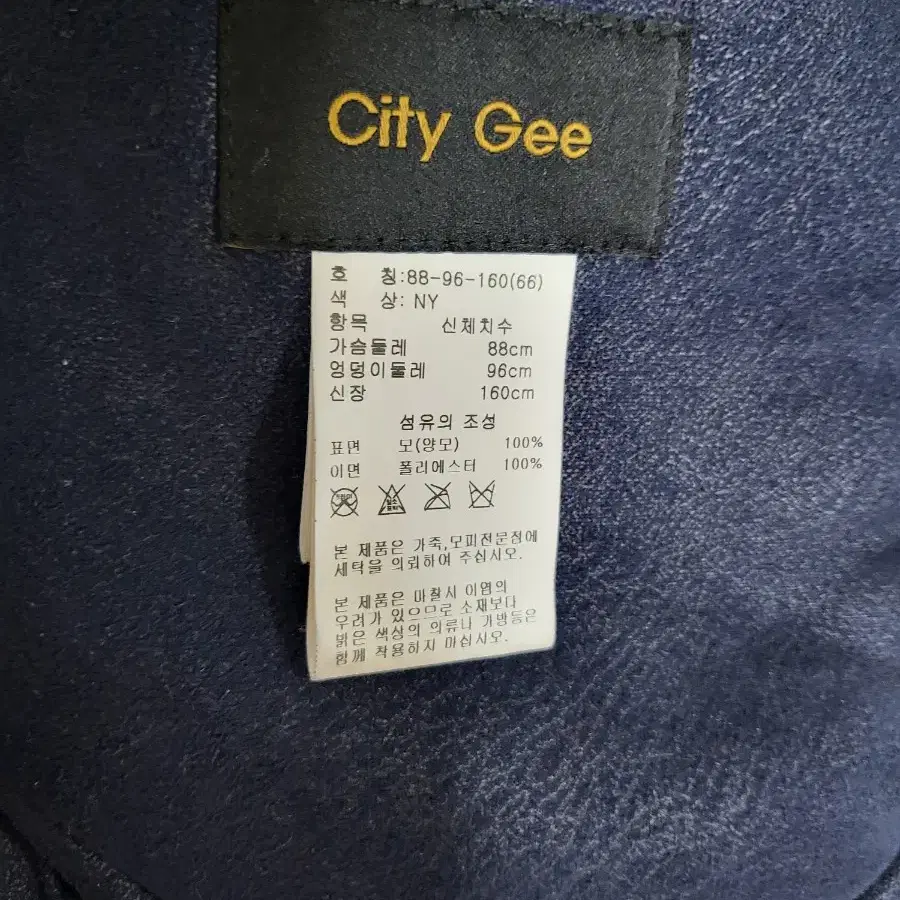 City Gee
호 칭:88-96-160(66)
색 상: NY
항목 신체치수
가슴둘레 88cm
엉덩이둘레 96cm
신장 160cm
섬유의 조성
표면 모(양모) 100%
이면 폴리에스터 100%
본 제품은 가죽,모피전문점에
세탁을 의뢰하여 주십시오.
본 제품은 마찰시 이염의
우려가 있으므로 소재보다
밝은 색상의 의류나 가방등은
함께 착용하지 마십시오.